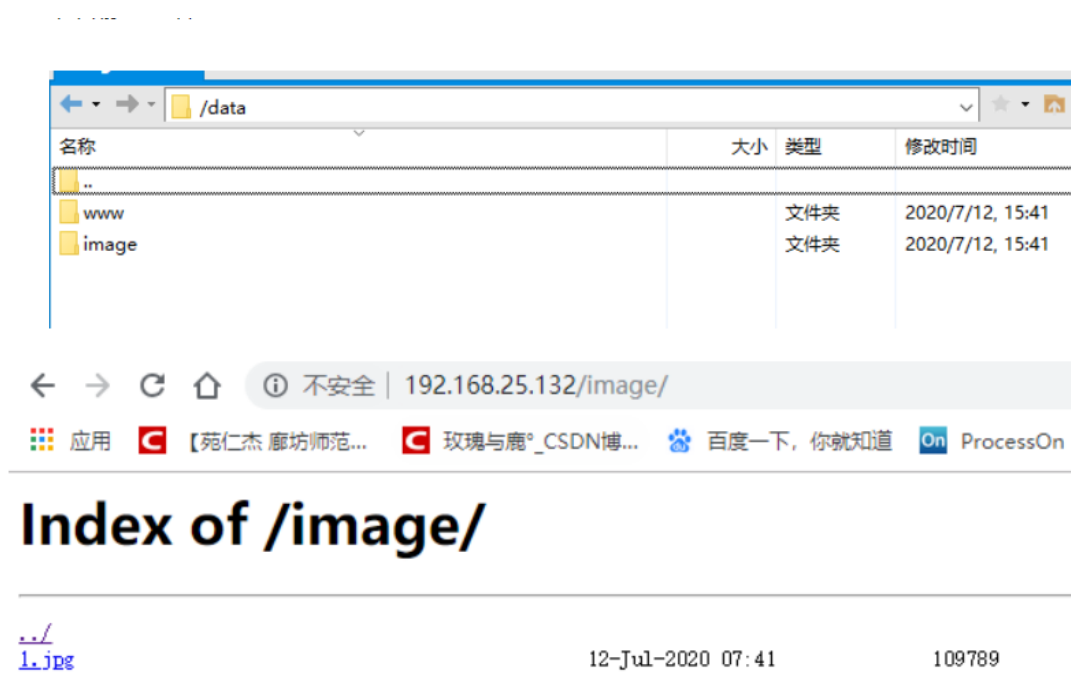 /data
名称 大小 类型 修改时间
..
www 文件夹 2020/7/12, 15:41
image 文件夹 2020/7/12, 15:41
不安全 192.168.25.132/image/
应用 C 【苑仁杰 廊坊师范... C 玫瑰与鹿°_CSDN博... 百度一下，你就知道 On ProcessOn
Index of /image/
../
1.jpg 12-Jul-2020 07:41 109789